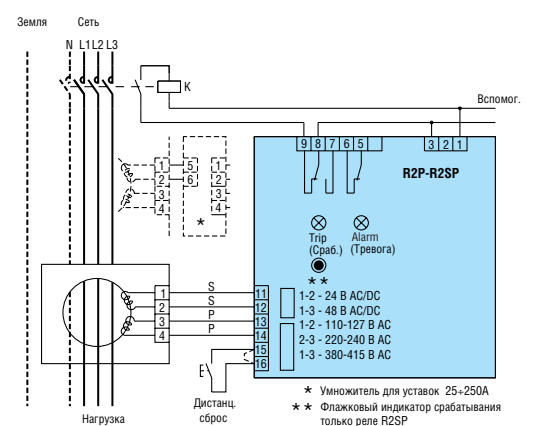 Земля Сеть
N L1 L2 L3
K
Вспомог.
9 8 7 6 5 3 2 1
R2P-R2SP
1 5 1
2 6 2
3 3
4 4
*
Trip
(Сраб.)
Alarm
(Тревога)
* *
1 S 11
2 S 12
3 P 13
4 P 14
15
16
E
1-2 - 24 В AC/DC
1-3 - 48 В AC/DC
1-2 - 110-127 В AC
2-3 - 220-240 В AC
1-3 - 380-415 В AC
Нагрузка
Дистанц.
сброс
* Умножитель для уставок 25÷250А
* * Флажковый индикатор срабатывания
только реле R2SP